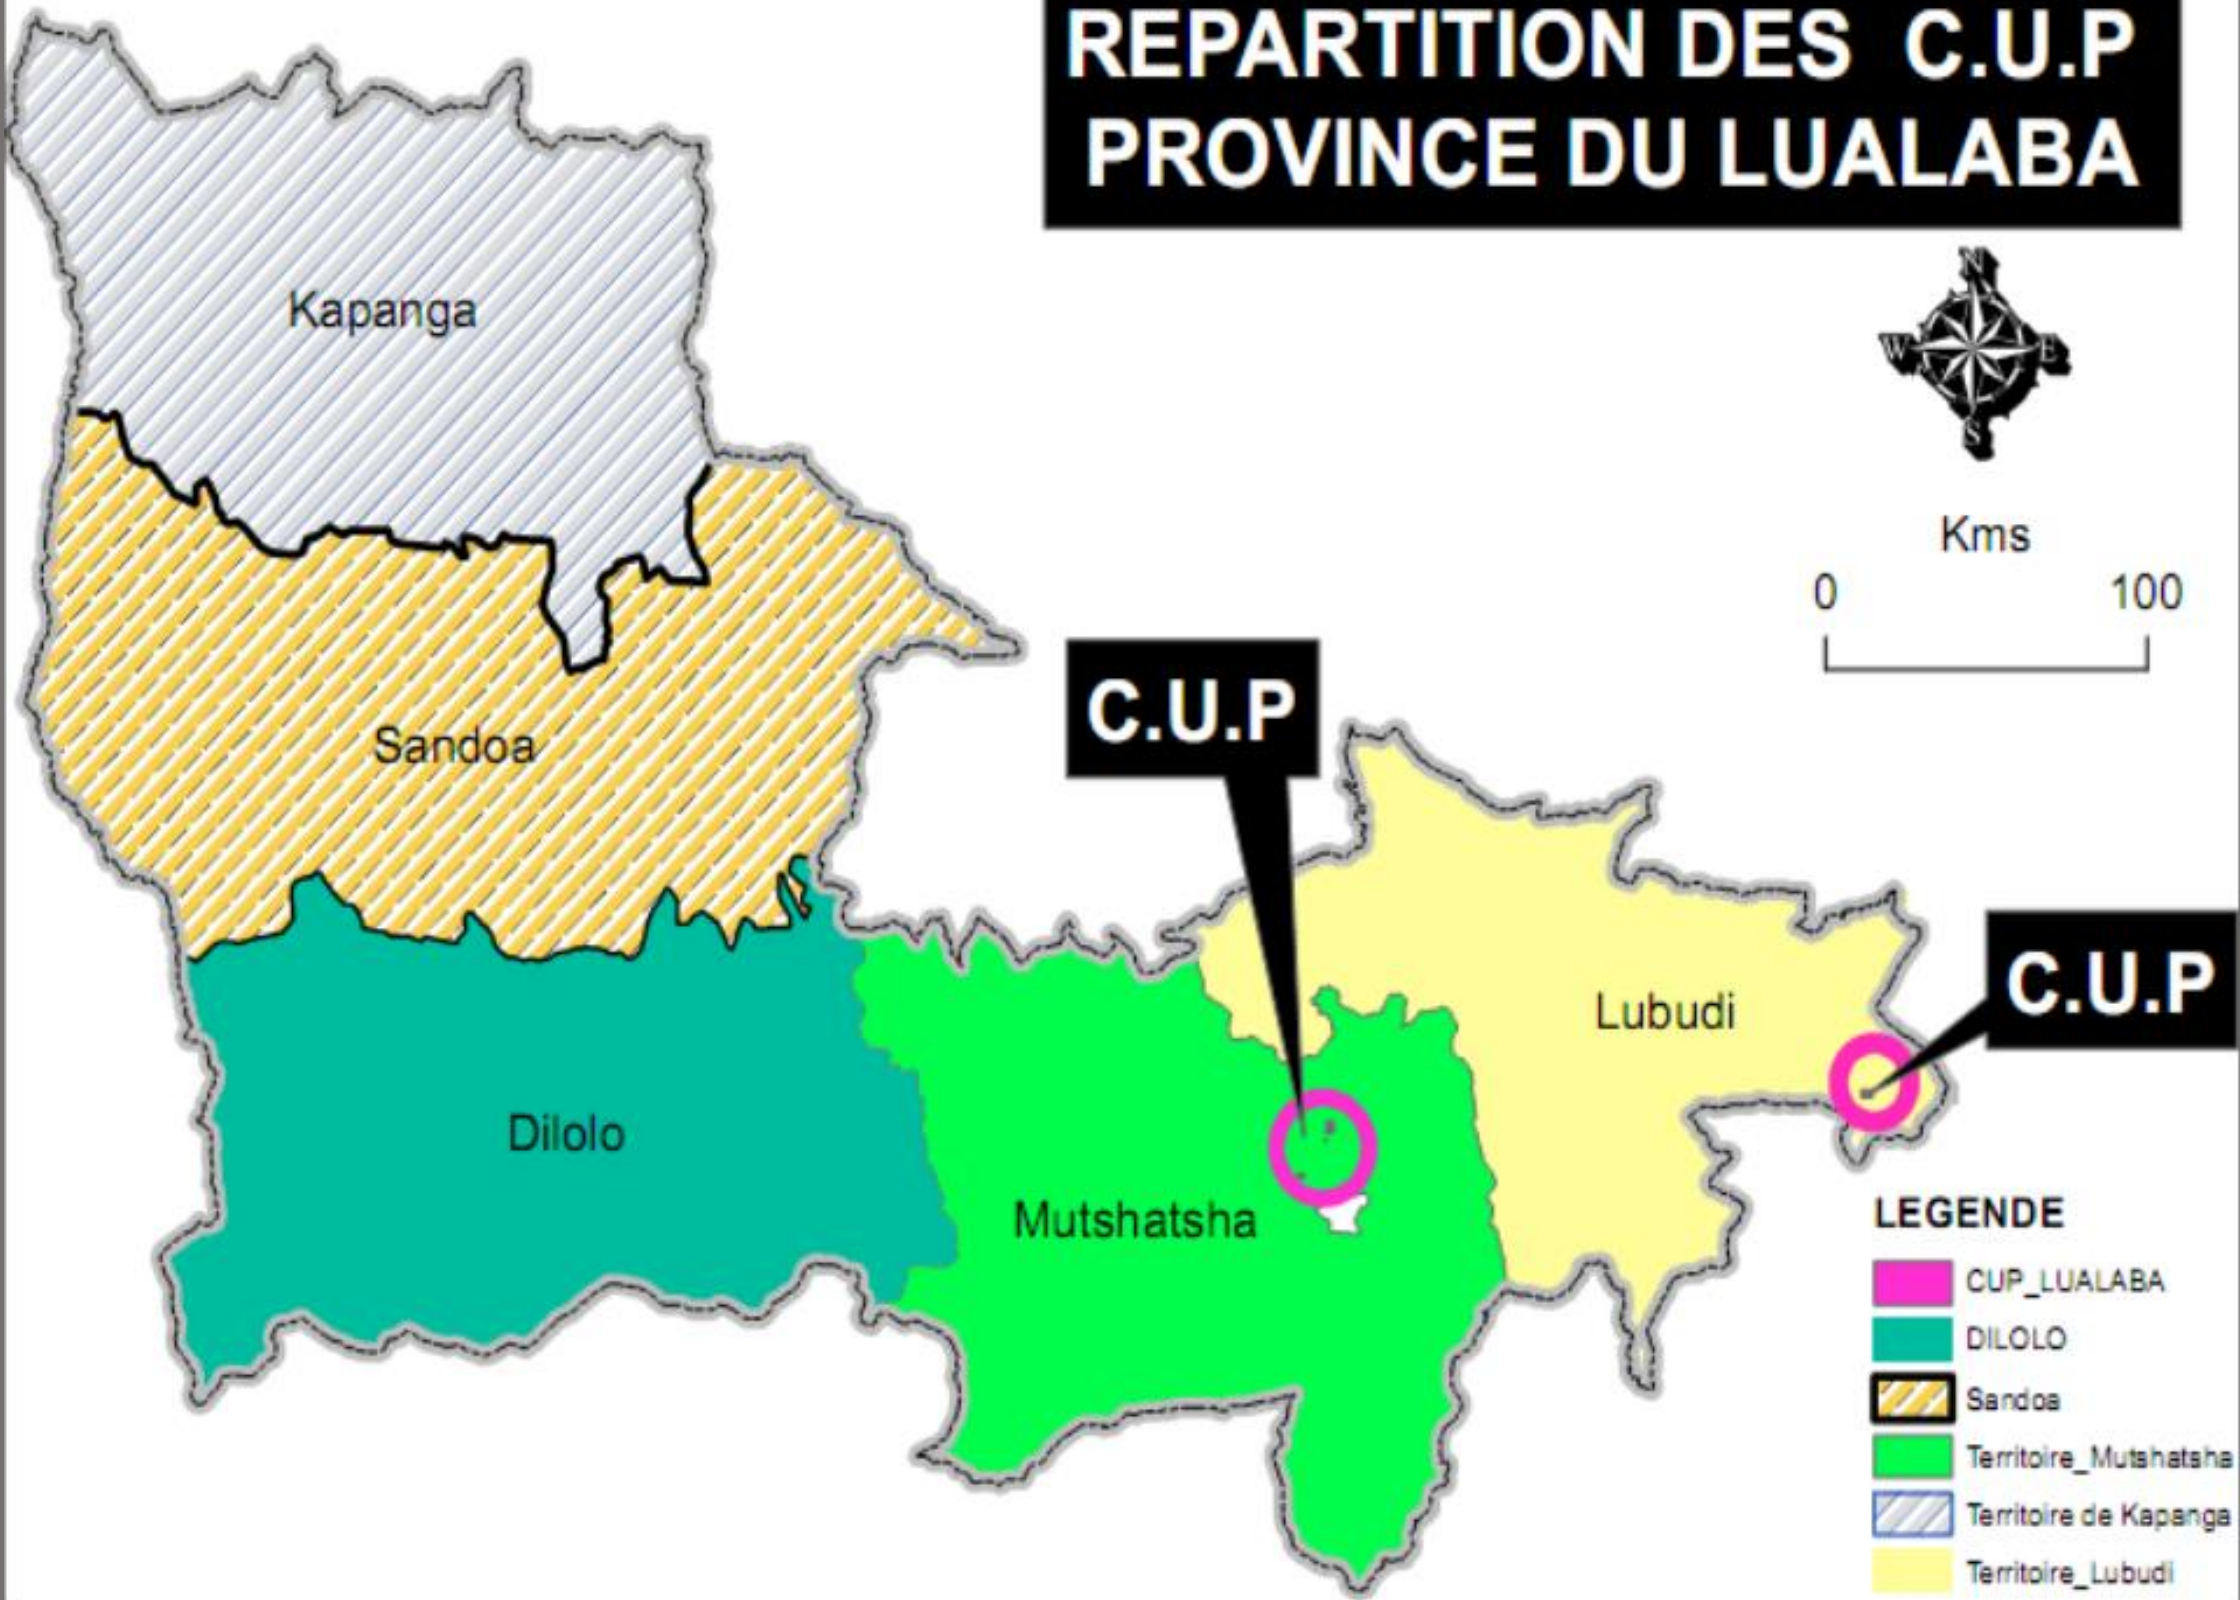 REPARTITION DES C.U.P
PROVINCE DU LUALABA
N
W E
S
Kms
0 100
Kapanga
Sandoa
C.U.P
C.U.P
Lubudi
Dilolo
Mutshatsha
LEGENDE
CUP_LUALABA
DILOLO
Sandoa
Territoire_Mutshatsha
Territoire de Kapanga
Territoire_Lubudi